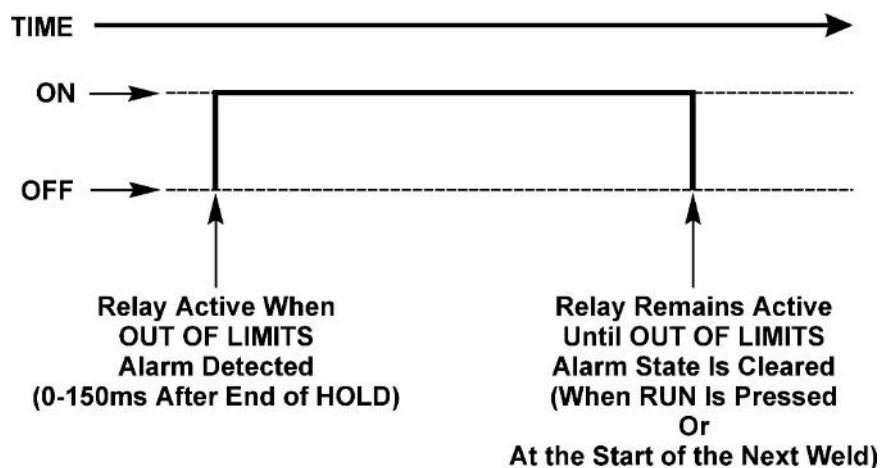 TIME
ON
OFF
Relay Active When
OUT OF LIMITS
Alarm Detected
(0-150ms After End of HOLD)
Relay Remains Active
Until OUT OF LIMITS
Alarm State Is Cleared
(When RUN Is Pressed
Or
At the Start of the Next Weld)